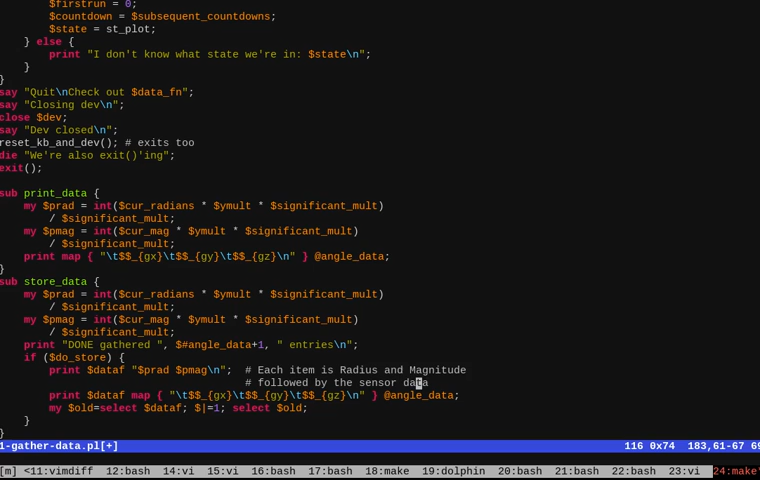 $firstrun = 0;
$countdown = $subsequent_countdowns;
$state = st_plot;
} else {
print "I don't know what state we're in: $state\n";
}
}
say "Quit\nCheck out $data_fn";
say "Closing dev\n";
close $dev;
say "Dev closed\n";
reset_kb_and_dev(); # exits too
die "We're also exit()'ing";
exit();
sub print_data {
my $prad = int($cur_radians * $ymult * $significant_mult)
/ $significant_mult;
my $pmag = int($cur_mag * $ymult * $significant_mult)
/ $significant_mult;
print map { "\t$$_{gx}\t$$_{gy}\t$$_{gz}\n" } @angle_data;
}
sub store_data {
my $prad = int($cur_radians * $ymult * $significant_mult)
/ $significant_mult;
my $pmag = int($cur_mag * $ymult * $significant_mult)
/ $significant_mult;
print "DONE gathered ", $#angle_data+1, " entries\n";
if ($do_store) {
print $dataf "$prad $pmag\n";  # Each item is Radius and Magnitude
# followed by the sensor data
print $dataf map { "\t$$_{gx}\t$$_{gy}\t$$_{gz}\n" } @angle_data;
my $old=select $dataf; $|=1; select $old;
}
}
1-gather-data.pl[+] 116 0x74 183,61-67 69
[m] <11:vimdiff 12:bash 14:vi 15:vi 16:bash 17:bash 18:make 19:dolphin 20:bash 21:bash 22:bash 23:vi 24:make*